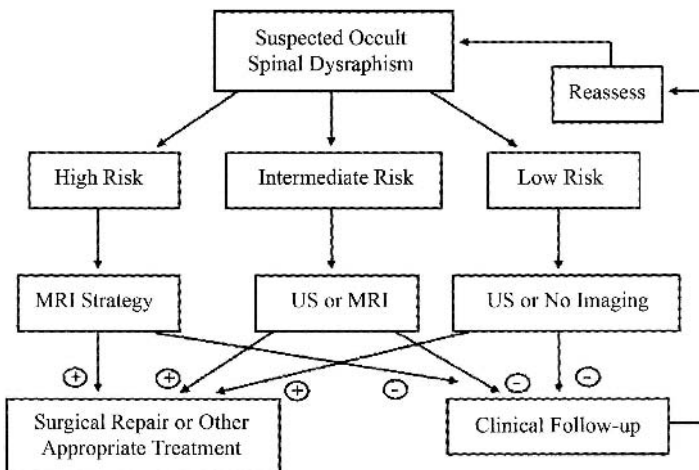 Suspected Occult
Spinal Dysraphism
Reassess
High Risk
Intermediate Risk
Low Risk
MRI Strategy
US or MRI
US or No Imaging
+
+
+
-
-
-
Surgical Repair or Other
Appropriate Treatment
Clinical Follow-up